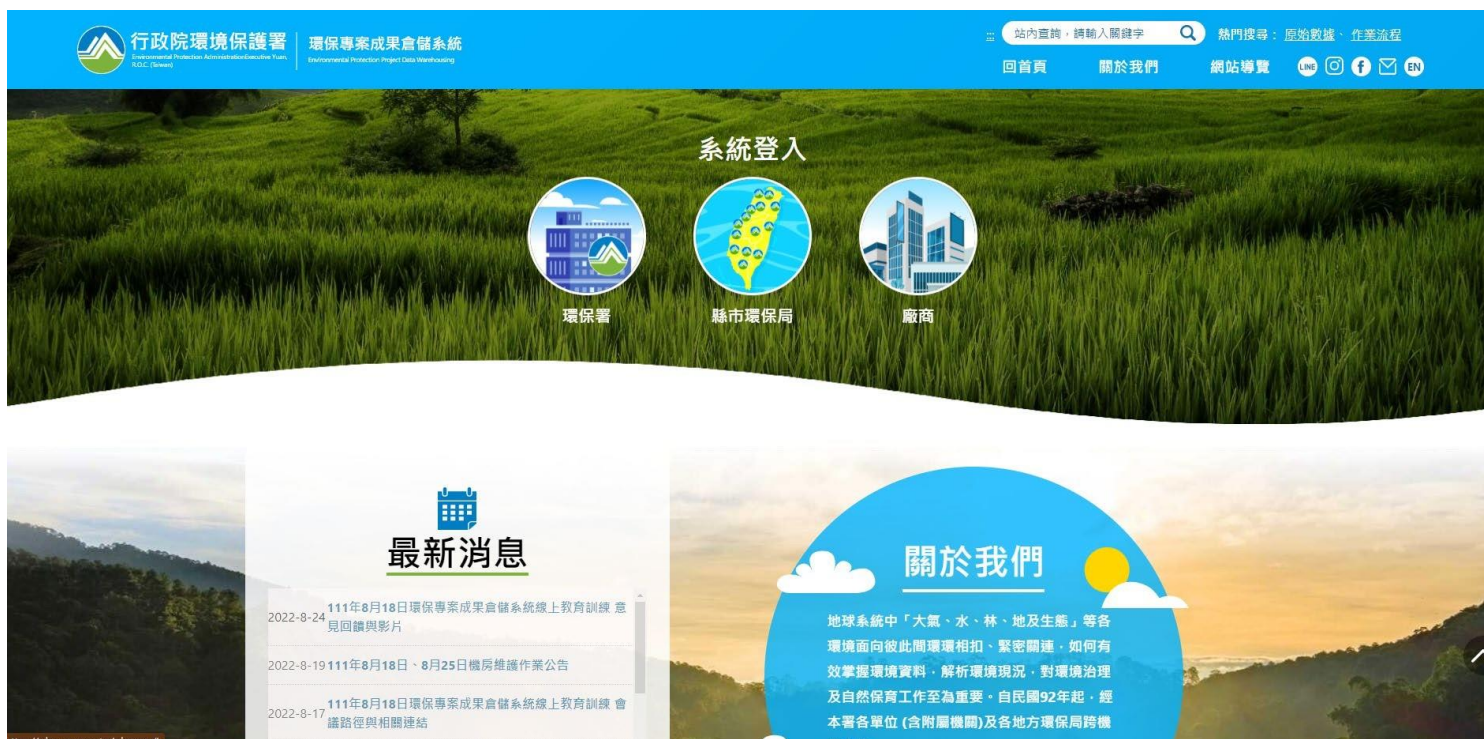 行政院環境保護署
Environmental Protection AdministrationExecutive Yuan,
R.O.C. (Taiwan)
環保專案成果倉儲系統
Environmental Protection Project Data Warehousing
:::
站內查詢，請輸入關鍵字
熱門搜尋： 原始數據、 作業流程
回首頁 關於我們 網站導覽 LINE f EN
系統登入
環保署 縣市環保局 廠商
最新消息
2022-8-24 111年8月18日環保專案成果倉儲系統線上教育訓練 意
見回饋與影片
2022-8-19 111年8月18日、8月25日機房維護作業公告
2022-8-17 111年8月18日環保專案成果倉儲系統線上教育訓練 會
議路徑與相關連結
關於我們
地球系統中「大氣、水、林、地及生態」等各
環境面向彼此間環環相扣、緊密關連，如何有
效掌握環境資料，解析環境現況，對環境治理
及自然保育工作至為重要。自民國92年起，經
本署各單位 (含附屬機關)及各地方環保局跨機